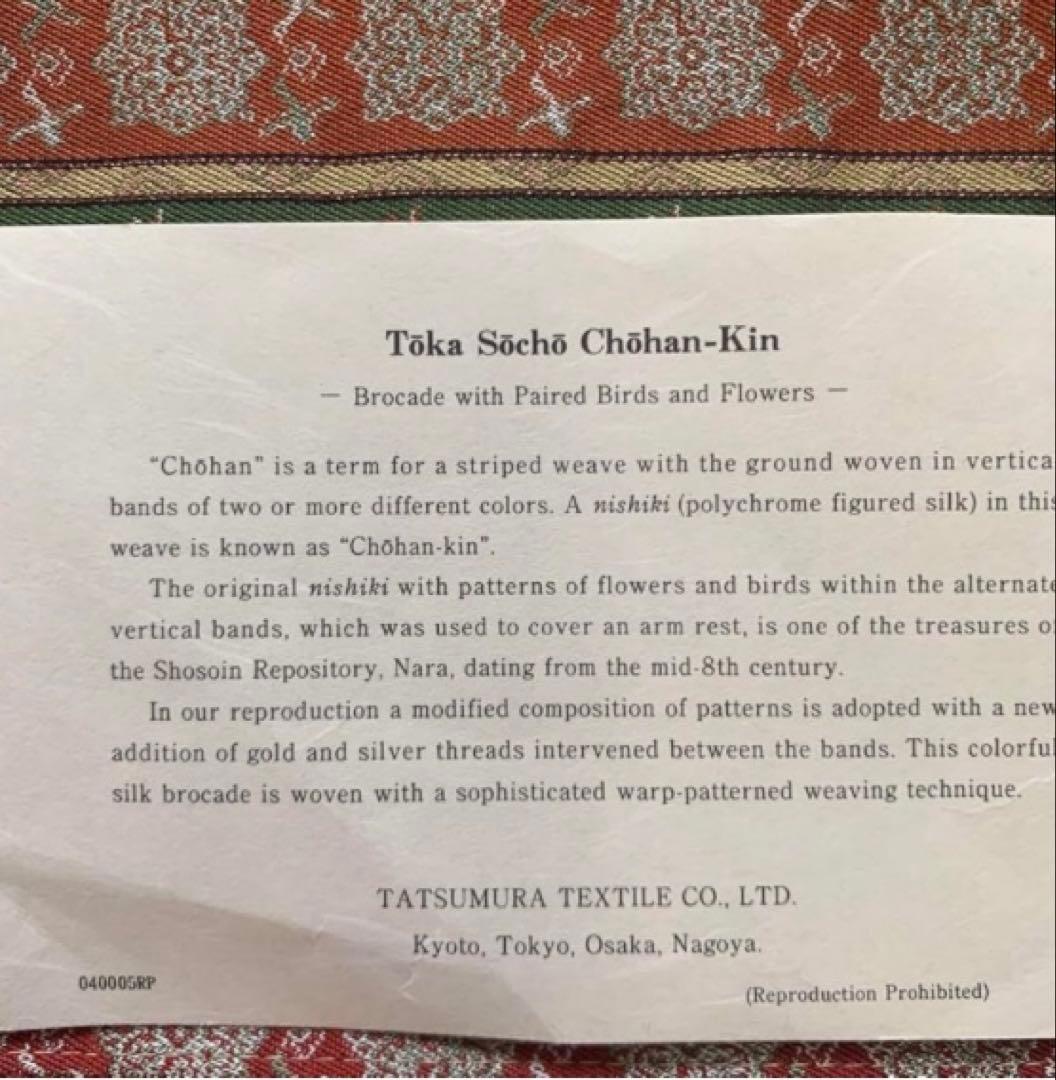 Tōka Sōchō Chōhan-Kin
— Brocade with Paired Birds and Flowers —
“Chōhan” is a term for a striped weave with the ground woven in vertica
bands of two or more different colors. A nishiki (polychrome figured silk) in this
weave is known as “Chōhan-kin”.
The original nishiki with patterns of flowers and birds within the alternate
vertical bands, which was used to cover an arm rest, is one of the treasures of
the Shosoin Repository, Nara, dating from the mid-8th century.
In our reproduction a modified composition of patterns is adopted with a new
addition of gold and silver threads intervened between the bands. This colorful
silk brocade is woven with a sophisticated warp-patterned weaving technique.
TATSUMURA TEXTILE CO., LTD.
Kyoto, Tokyo, Osaka, Nagoya.
040005RP
(Reproduction Prohibited)